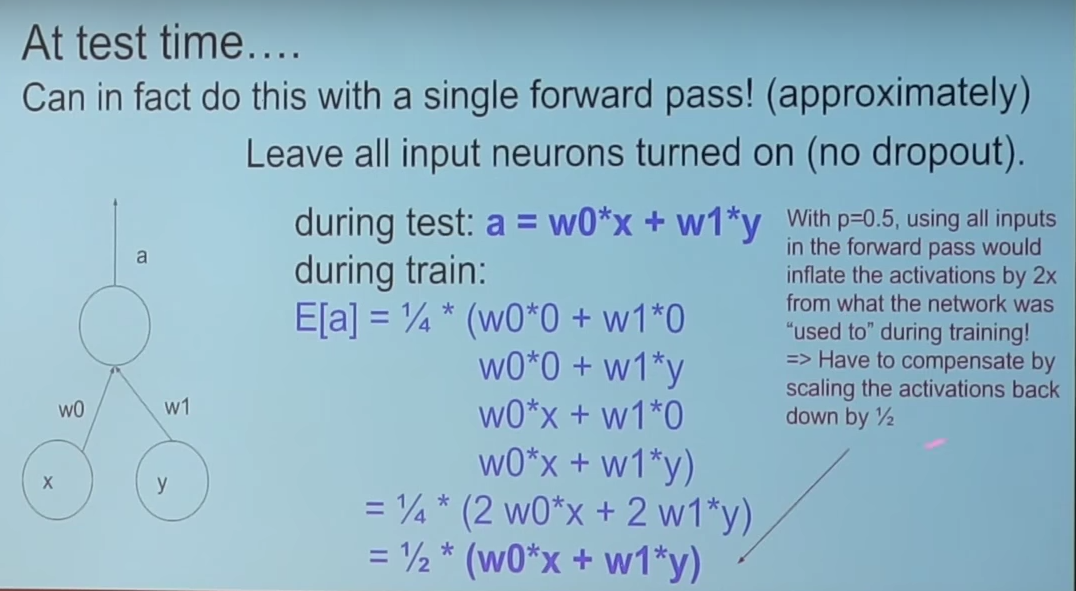 At test time....
Can in fact do this with a single forward pass! (approximately)
Leave all input neurons turned on (no dropout).
during test: a = w0*x + w1*y
during train:
E[a] = ¼ * (w0*0 + w1*0
w0*0 + w1*y
w0*x + w1*0
w0*x + w1*y)
= ¼ * (2 w0*x + 2 w1*y)
= ½ * (w0*x + w1*y)
With p=0.5, using all inputs
in the forward pass would
inflate the activations by 2x
from what the network was
“used to” during training!
=> Have to compensate by
scaling the activations back
down by ½
a
w0
w1
x
y